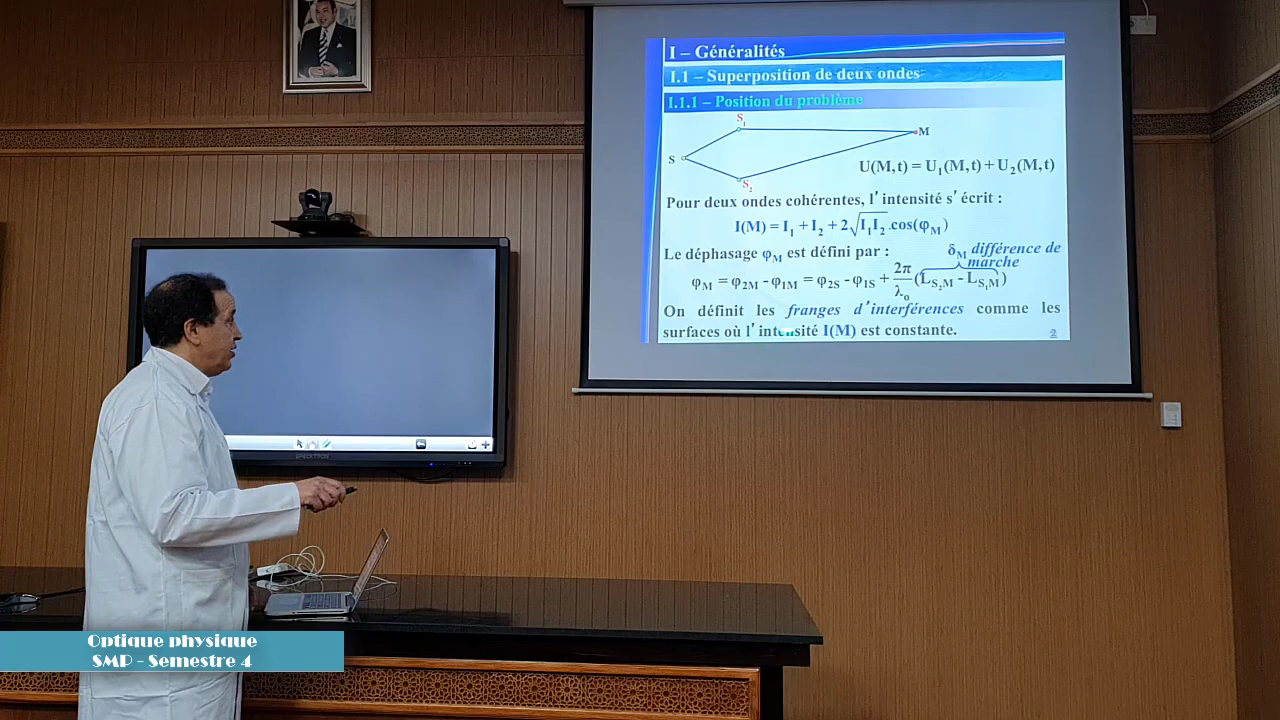 I – Généralités
I.1 – Superposition de deux ondes
I.1.1 – Position du problème
S₁
M
S
U(M,t) = U₁(M,t) + U₂(M,t)
S₂
Pour deux ondes cohérentes, l'intensité s'écrit :
I(M) = I₁ + I₂ + 2√I₁I₂.cos(φM)
Le déphasage φM est défini par :
δM différence de
marche
φM = φ2M - φ1M = φ2S - φ1S + 2π/λ₀ (LS₂M - LS₁M)
On définit les franges d'interférences comme les
surfaces où l'intensité I(M) est constante.
2
Optique physique
SMP - Semestre 4